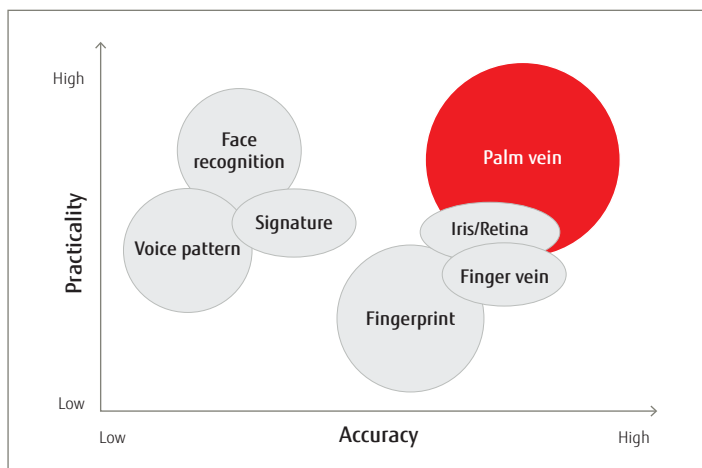 High
Face
recognition
Palm vein
Signature
Iris/Retina
Voice pattern
Finger vein
Fingerprint
Practicality
Low
Low
Accuracy
High